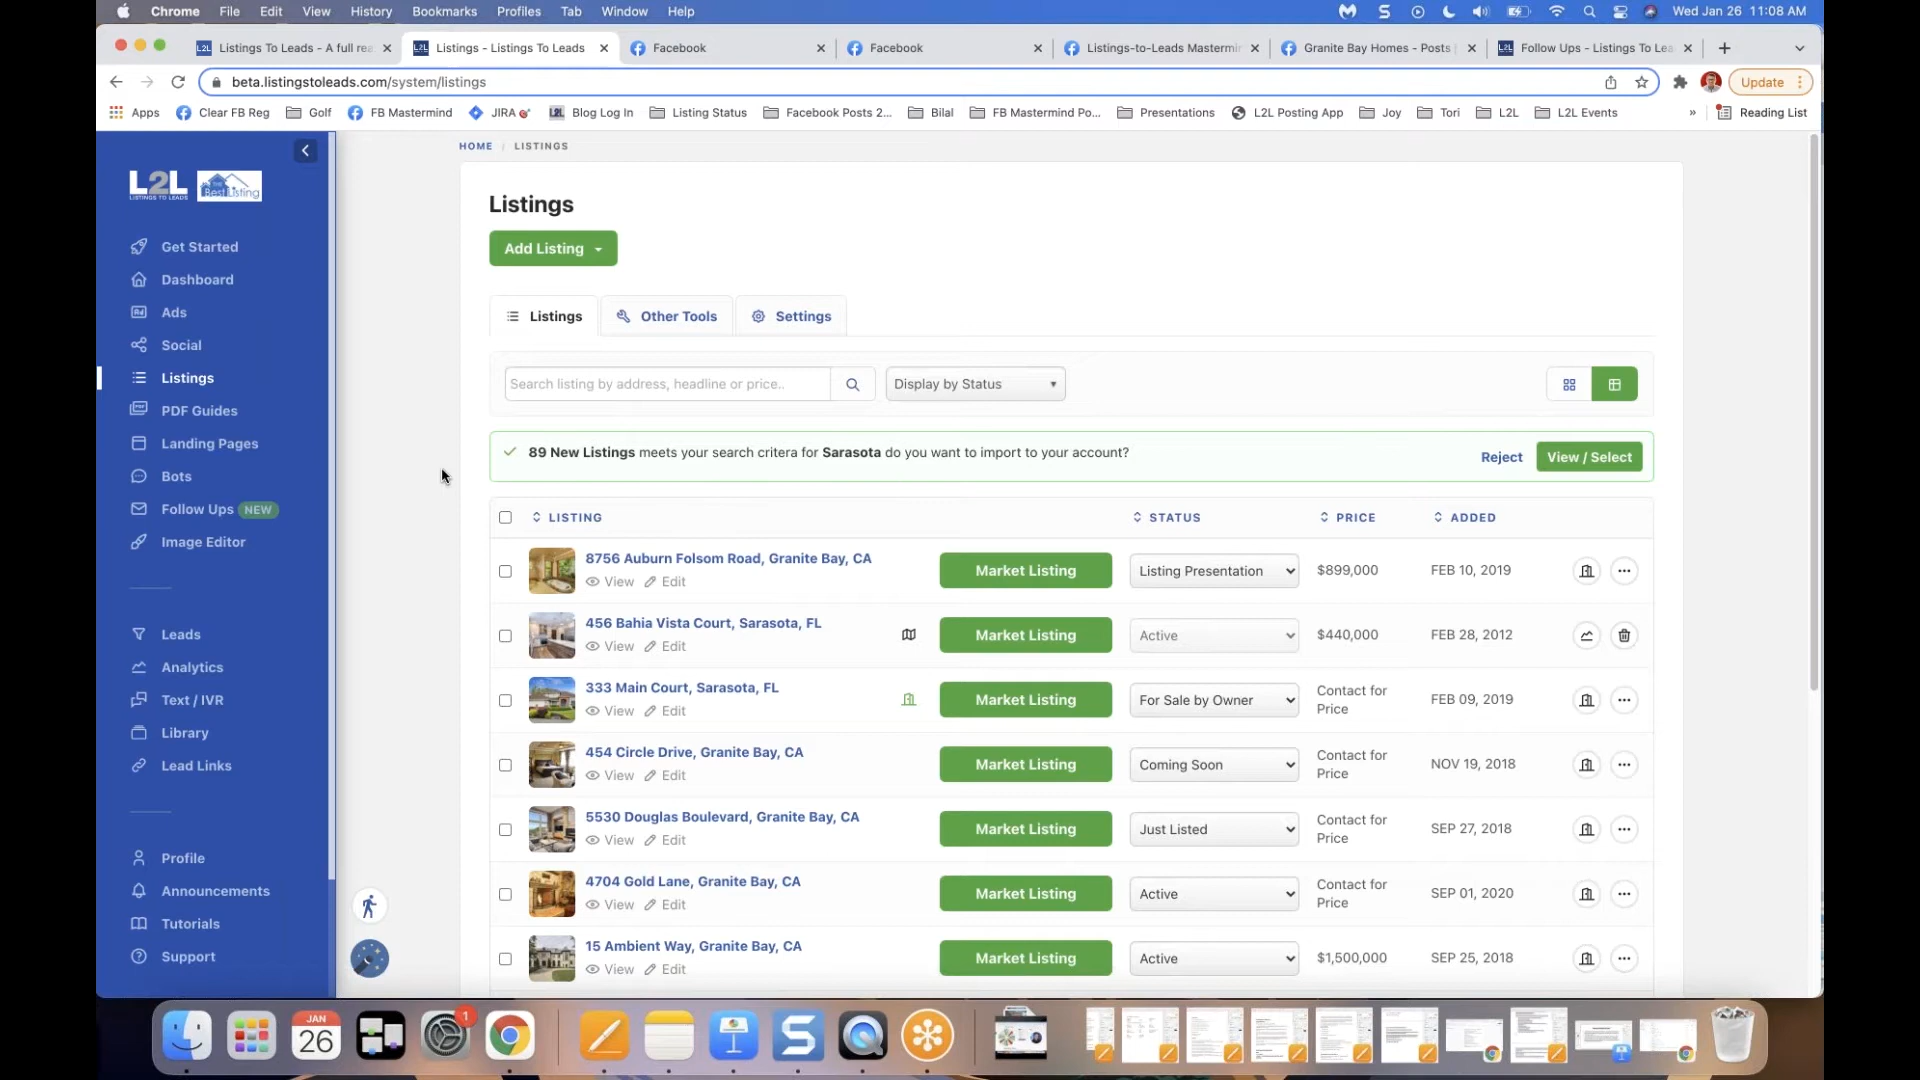 Chrome File Edit View History Bookmarks Profiles Tab Window Help Wed Jan 26 11:08 AM
Listings To Leads - A full rea Listings - Listings To Leads Facebook Facebook Listings-to-Leads Mastermin Granite Bay Homes - Posts Follow Ups - Listings To Lea
beta.listingstoleads.com/system/listings Update
Apps Clear FB Reg Golf FB Mastermind JIRA Blog Log In Listing Status Facebook Posts 2... Bilal FB Mastermind Po... Presentations L2L Posting App Joy Tori L2L L2L Events » Reading List
HOME / LISTINGS
L2L
LISTINGS TO LEADS
THE
Best Listing
Get Started
Dashboard
Ads
Social
Listings
PDF Guides
Landing Pages
Bots
Follow Ups NEW
Image Editor
Leads
Analytics
Text / IVR
Library
Lead Links
Profile
Announcements
Tutorials
Support
Listings
Add Listing
Listings Other Tools Settings
Search listing by address, headline or price.. Display by Status
89 New Listings meets your search critera for Sarasota do you want to import to your account? Reject View / Select
LISTING STATUS PRICE ADDED
8756 Auburn Folsom Road, Granite Bay, CA
View Edit
Market Listing Listing Presentation $899,000 FEB 10, 2019
456 Bahia Vista Court, Sarasota, FL
View Edit
Market Listing Active $440,000 FEB 28, 2012
333 Main Court, Sarasota, FL
View Edit
Market Listing For Sale by Owner Contact for
Price
FEB 09, 2019
454 Circle Drive, Granite Bay, CA
View Edit
Market Listing Coming Soon Contact for
Price
NOV 19, 2018
5530 Douglas Boulevard, Granite Bay, CA
View Edit
Market Listing Just Listed Contact for
Price
SEP 27, 2018
4704 Gold Lane, Granite Bay, CA
View Edit
Market Listing Active Contact for
Price
SEP 01, 2020
15 Ambient Way, Granite Bay, CA
View Edit
Market Listing Active $1,500,000 SEP 25, 2018
JAN
26
1